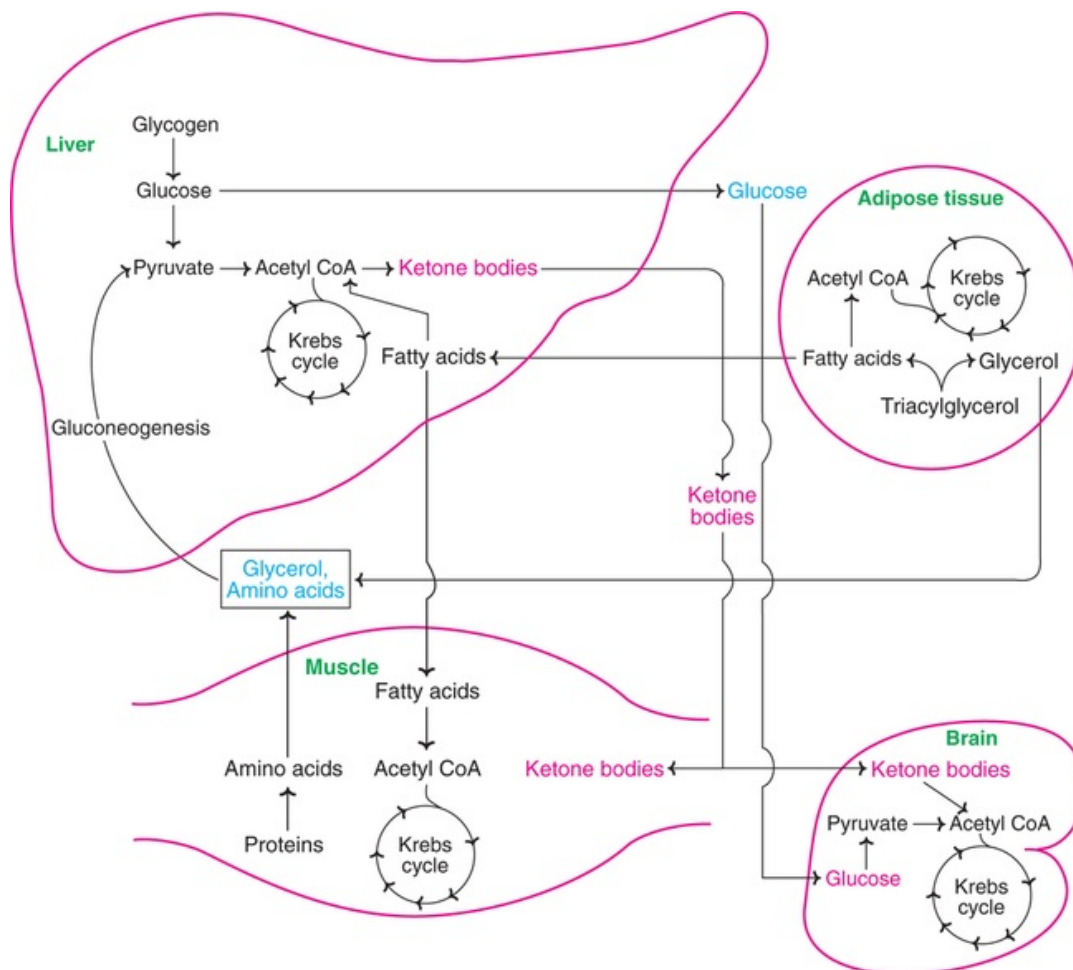 Glycogen
Liver
Glucose
Glucose
Adipose tissue
Pyruvate
Acetyl CoA
Ketone bodies
Acetyl CoA
Krebs
cycle
Krebs
cycle
Fatty acids
Fatty acids
Glycerol
Triacylglycerol
Gluconeogenesis
Ketone
bodies
Glycerol,
Amino acids
Muscle
Fatty acids
Brain
Amino acids
Acetyl CoA
Ketone bodies
Ketone bodies
Pyruvate
Acetyl CoA
Proteins
Krebs
cycle
Glucose
Krebs
cycle